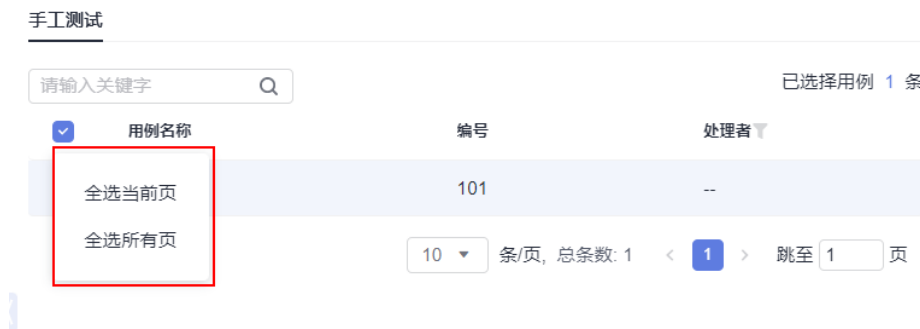 手工测试
请输入关键字
已选择用例 1 条
用例名称 编号 处理者
全选当前页
101 --
全选所有页
10 条/页, 总条数: 1 < 1 > 跳至 1 页